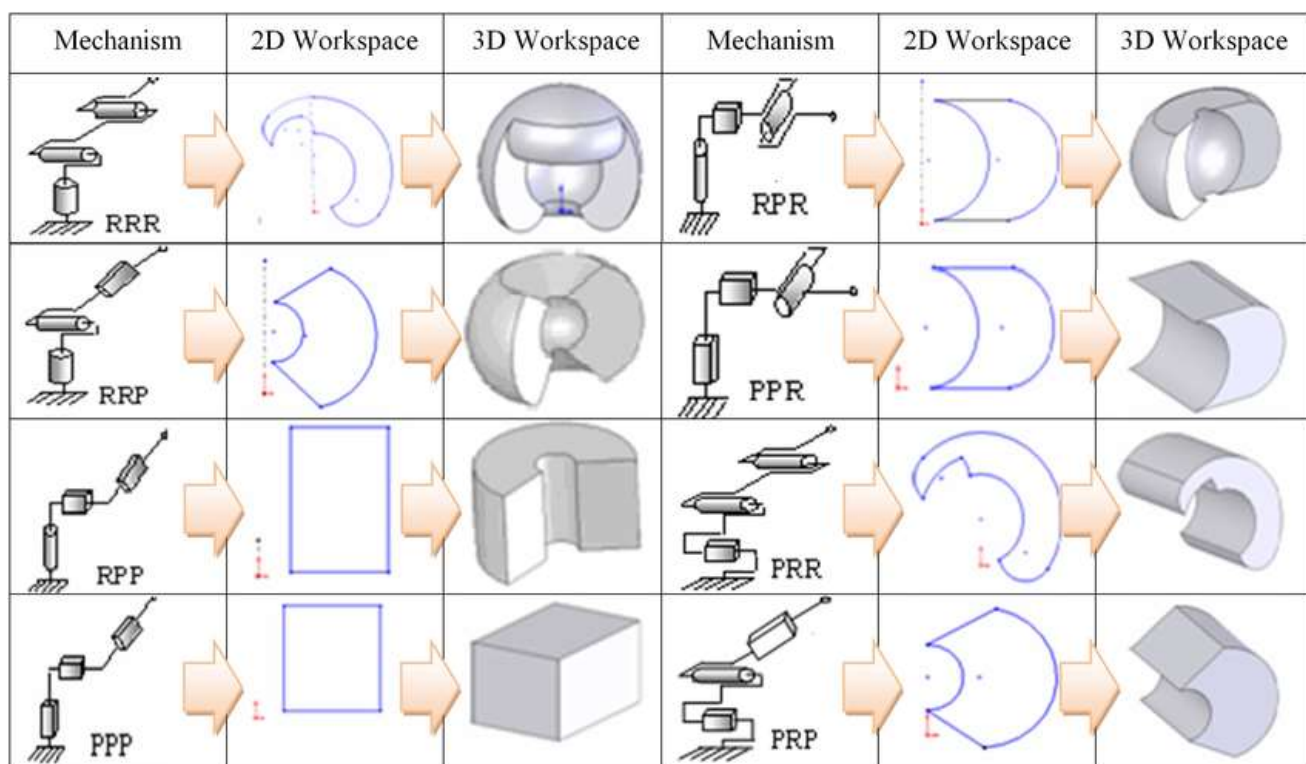 Mechanism 2D Workspace 3D Workspace Mechanism 2D Workspace 3D Workspace
RRR RPR
RRP PPR
RPP PRR
PPP PRP